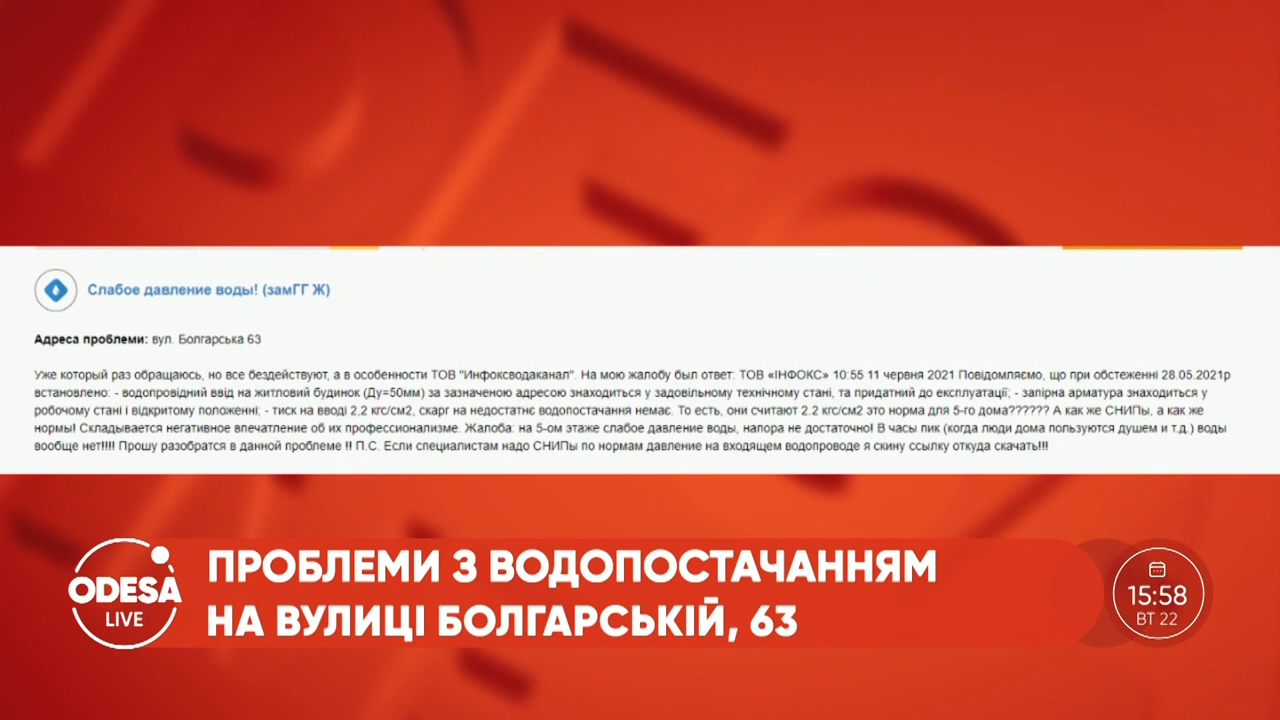 Слабое давление воды! (замГГ Ж)
Адреса проблеми: вул. Болгарська 63
Уже который раз обращаюсь, но все бездействуют, а в особенности ТОВ "Инфоксводаканал". На мою жалобу был ответ: ТОВ «ІНФОКС» 10:55 11 червня 2021 Повідомляємо, що при обстеженні 28.05.2021р
встановлено: - водопровідний ввід на житловий будинок (Ду=50мм) за зазначеною адресою знаходиться у задовільному технічному стані, та придатний до експлуатації; - запірна арматура знаходиться у
робочому стані і відкритому положенні; - тиск на вводі 2,2 кгс/см2, скарг на недостатнє водопостачання немає. То есть, они считают 2.2 кгс/см2 это норма для 5-го дома?????? А как же СНИПы, а как же
нормы! Складывается негативное впечатление об их профессионализме. Жалоба: на 5-ом этаже слабое давление воды, напора не достаточно! В часы пик (когда люди дома пользуются душем и т.д.) воды
вообще нет!!!!! Прошу разобратся в данной проблеме !! П.С. Если специалистам надо СНИПы по нормам давление на входящем водопроводе я скину ссылку откуда скачать!!!
ODESA
LIVE
ПРОБЛЕМИ З ВОДОПОСТАЧАННЯМ
НА ВУЛИЦІ БОЛГАРСЬКІЙ, 63
15:58
ВТ 22